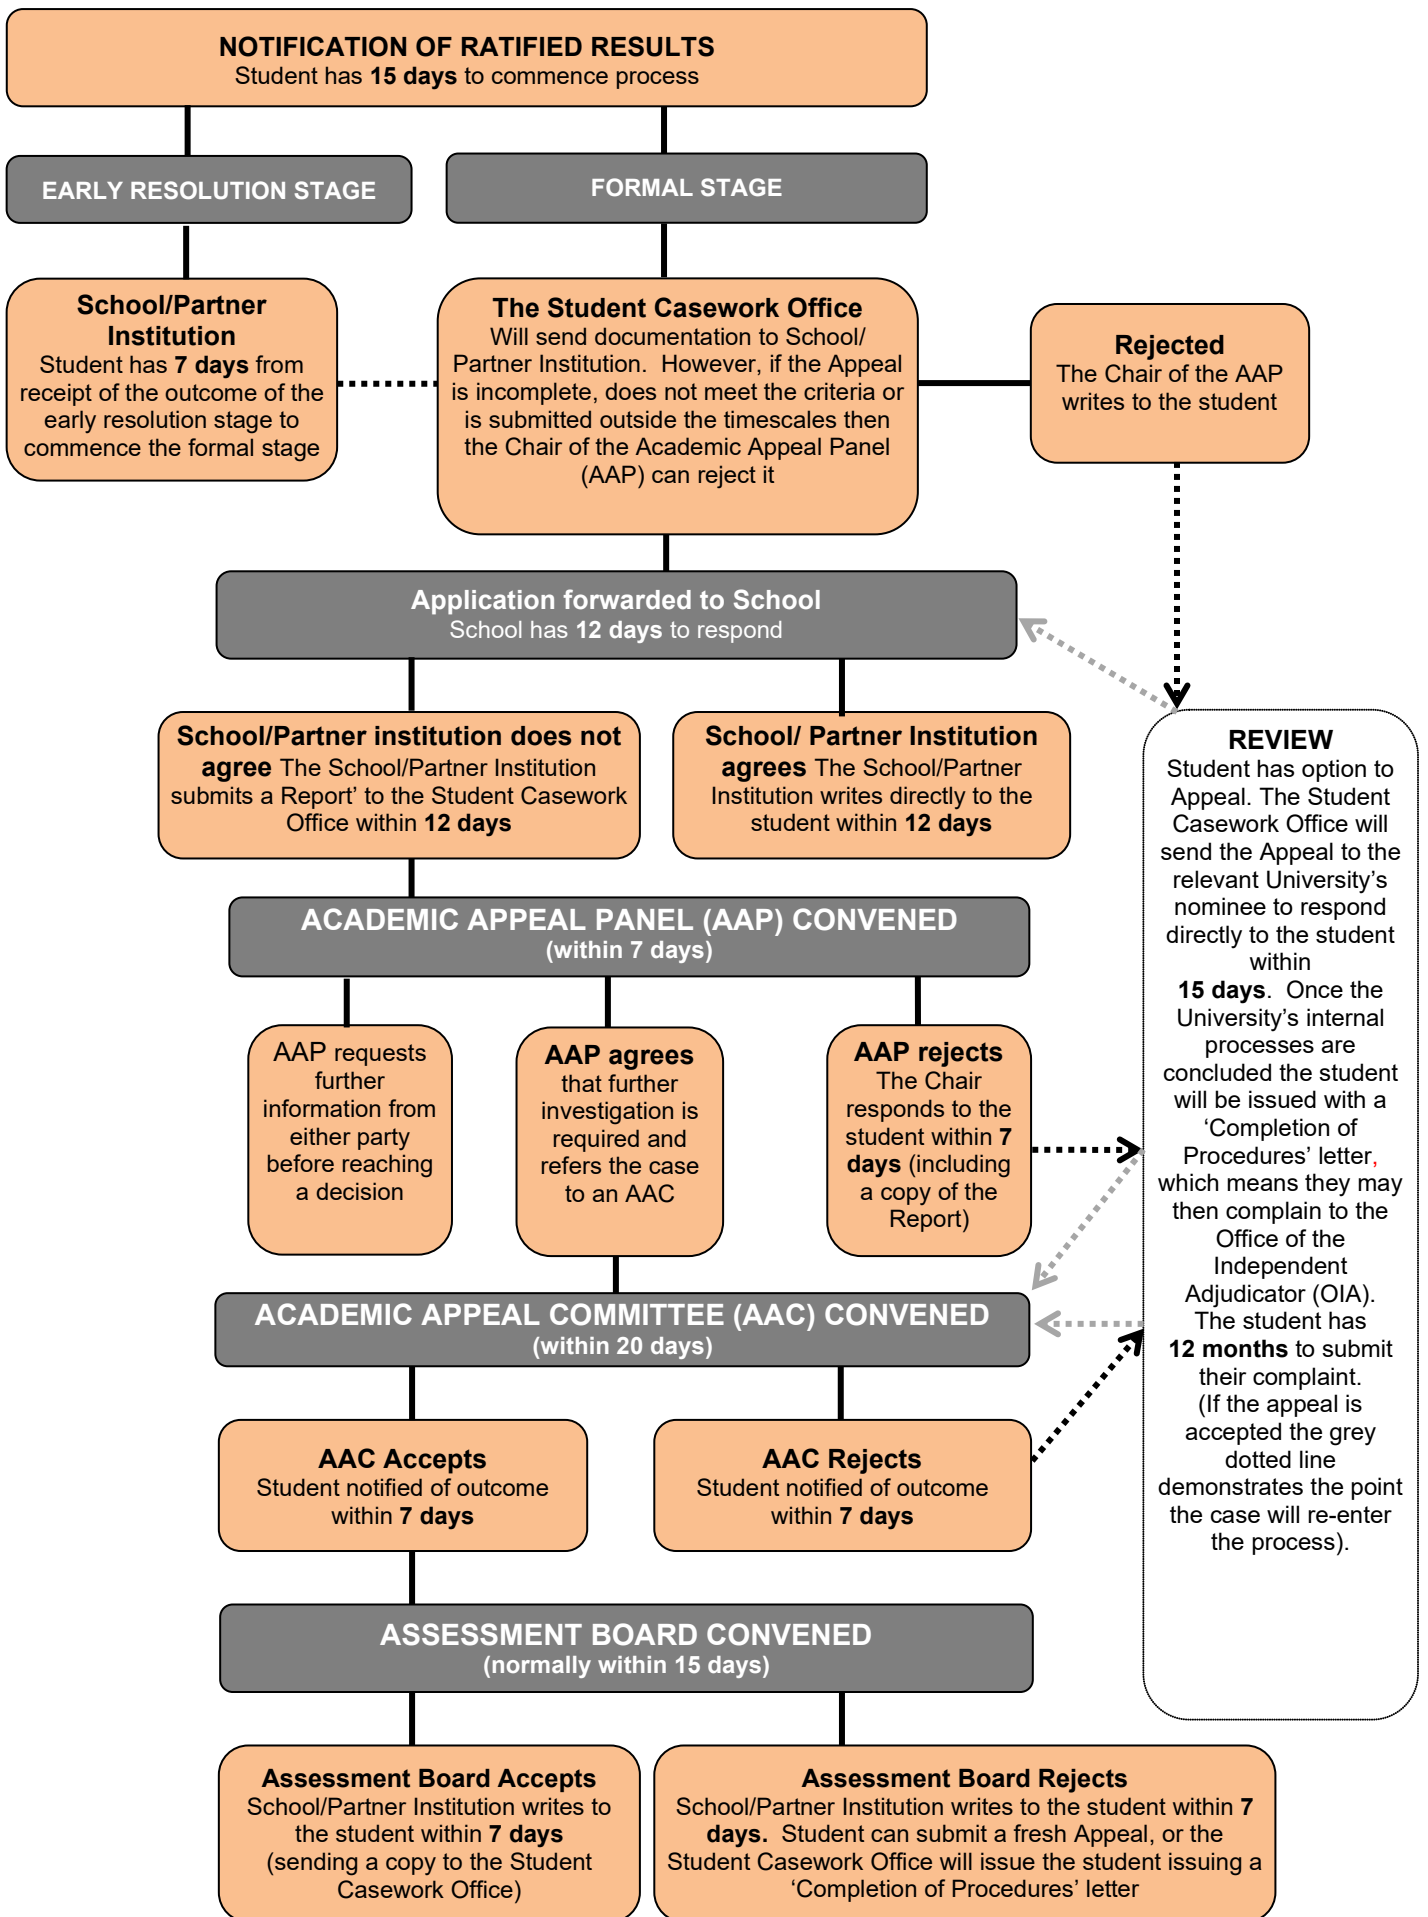 NOTIFICATION OF RATIFIED RESULTS
Student has 15 days to commence process
EARLY RESOLUTION STAGE
FORMAL STAGE
School/Partner
Institution
Student has 7 days from
receipt of the outcome of the
early resolution stage to
commence the formal stage
The Student Casework Office
Will send documentation to School/
Partner Institution. However, if the Appeal
is incomplete, does not meet the criteria or
is submitted outside the timescales then
the Chair of the Academic Appeal Panel
(AAP) can reject it
Rejected
The Chair of the AAP
writes to the student
Application forwarded to School
School has 12 days to respond
School/Partner institution does not
agree The School/Partner Institution
submits a Report’ to the Student Casework
Office within 12 days
School/ Partner Institution
agrees The School/Partner
Institution writes directly to the
student within 12 days
REVIEW
Student has option to
Appeal. The Student
Casework Office will
send the Appeal to the
relevant University’s
nominee to respond
directly to the student
within
15 days. Once the
University’s internal
processes are
concluded the student
will be issued with a
‘Completion of
Procedures’ letter,
which means they may
then complain to the
Office of the
Independent
Adjudicator (OIA).
The student has
12 months to submit
their complaint.
(If the appeal is
accepted the grey
dotted line
demonstrates the point
the case will re-enter
the process).
ACADEMIC APPEAL PANEL (AAP) CONVENED
(within 7 days)
AAP requests
further
information from
either party
before reaching
a decision
AAP agrees
that further
investigation is
required and
refers the case
to an AAC
AAP rejects
The Chair
responds to the
student within 7
days (including
a copy of the
Report)
ACADEMIC APPEAL COMMITTEE (AAC) CONVENED
(within 20 days)
AAC Accepts
Student notified of outcome
within 7 days
AAC Rejects
Student notified of outcome
within 7 days
ASSESSMENT BOARD CONVENED
(normally within 15 days)
Assessment Board Accepts
School/Partner Institution writes to
the student within 7 days
(sending a copy to the Student
Casework Office)
Assessment Board Rejects
School/Partner Institution writes to the student within 7
days. Student can submit a fresh Appeal, or the
Student Casework Office will issue the student issuing a
‘Completion of Procedures’ letter